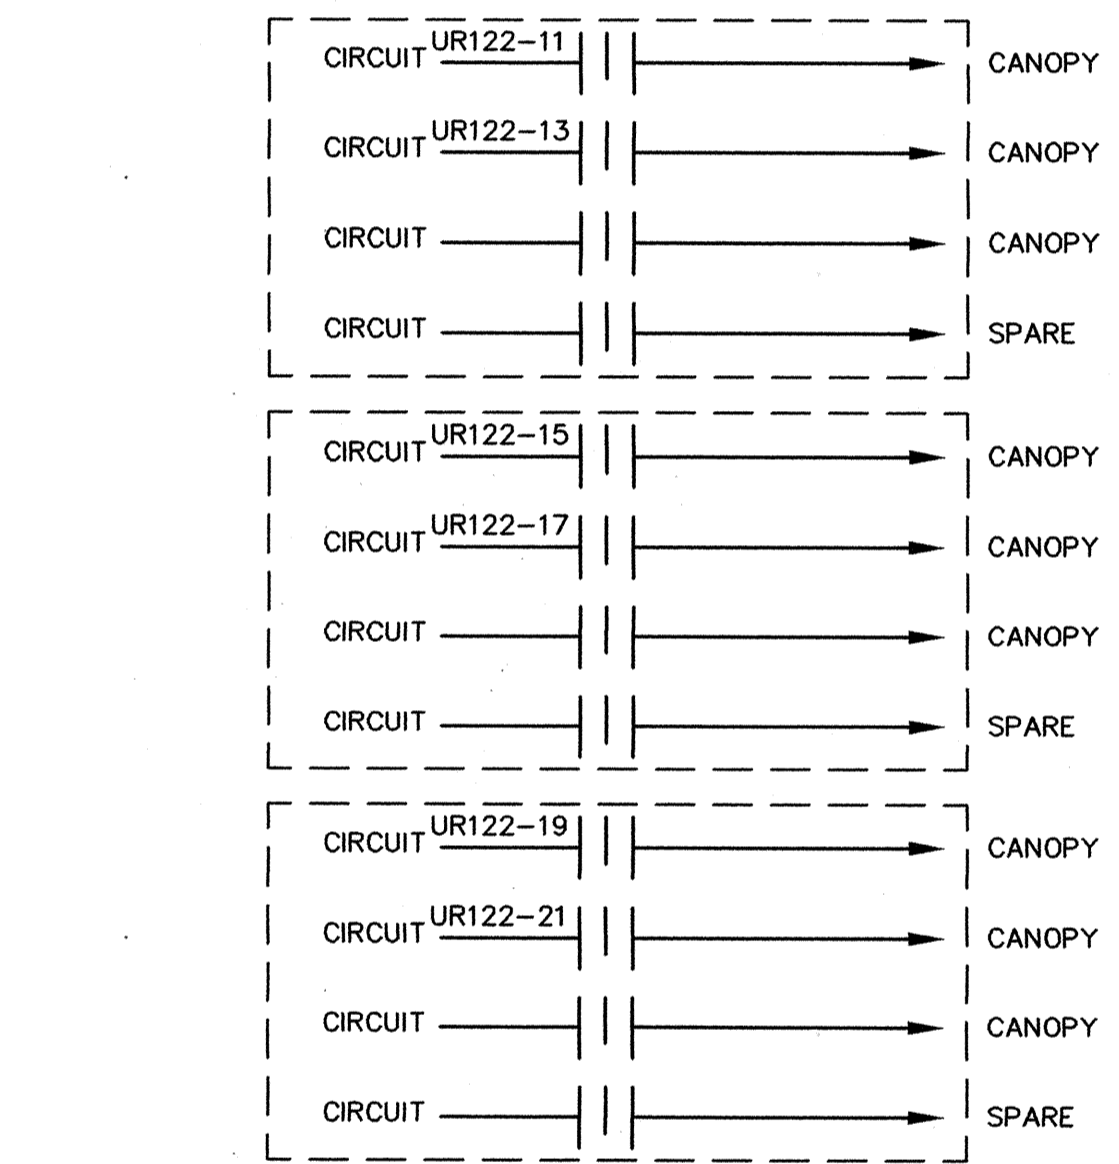 CIRCUIT UR122-11 CANOPY
CIRCUIT UR122-13 CANOPY
CIRCUIT CANOPY
CIRCUIT SPARE
CIRCUIT UR122-15 CANOPY
CIRCUIT UR122-17 CANOPY
CIRCUIT CANOPY
CIRCUIT SPARE
CIRCUIT UR122-19 CANOPY
CIRCUIT UR122-21 CANOPY
CIRCUIT CANOPY
CIRCUIT SPARE